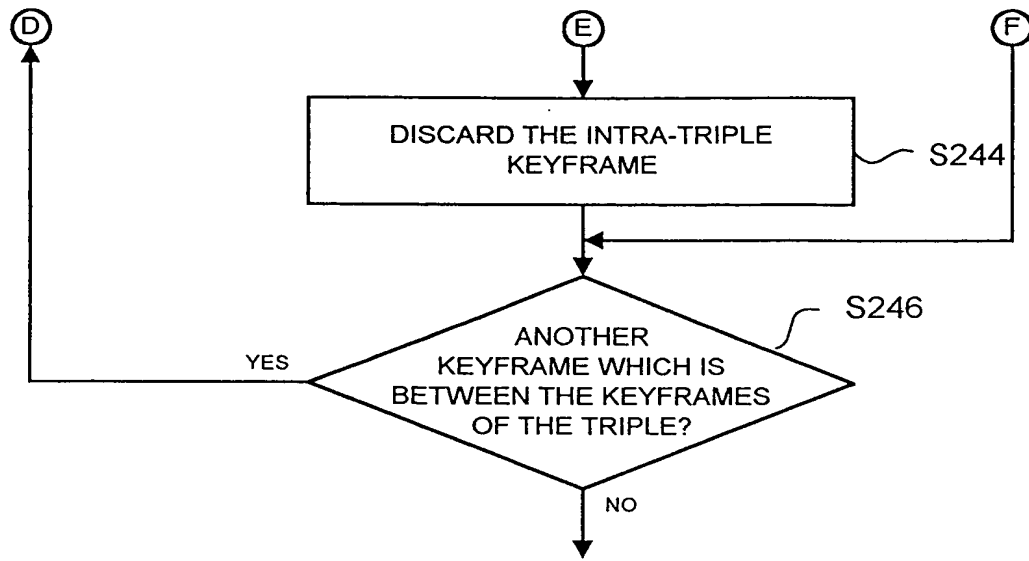 D
E
F
DISCARD THE INTRA-TRIPLE
KEYFRAME
S244
S246
ANOTHER
KEYFRAME WHICH IS
BETWEEN THE KEYFRAMES
OF THE TRIPLE?
YES
NO